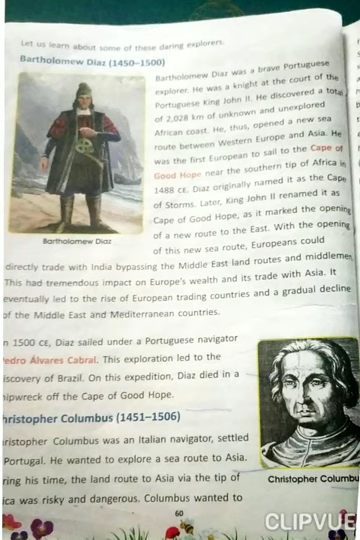 Let us learn about some of these daring explorers.
Bartholomew Diaz (1450–1500)
Bartholomew Diaz was a brave Portuguese
explorer. He was a knight at the court of the
Portuguese King John II. He discovered a total
of 2,028 km of unknown and unexplored
African coast. He, thus, opened a new sea
route between Western Europe and Asia. He
was the first European to sail to the Cape of
Good Hope near the southern tip of Africa in
1488 CE. Diaz originally named it as the Cape
of Storms. Later, King John II renamed it as
Cape of Good Hope, as it marked the opening
of a new route to the East. With the opening
of this new sea route, Europeans could
Bartholomew Diaz
directly trade with India bypassing the Middle East land routes and middlemen.
This had tremendous impact on Europe's wealth and its trade with Asia. It
eventually led to the rise of European trading countries and a gradual decline
of the Middle East and Mediterranean countries.
n 1500 CE, Diaz sailed under a Portuguese navigator
Pedro Álvares Cabral. This exploration led to the
iscovery of Brazil. On this expedition, Diaz died in a
hipwreck off the Cape of Good Hope.
hristopher Columbus (1451–1506)
hristopher Columbus was an Italian navigator, settled
Portugal. He wanted to explore a sea route to Asia.
ring his time, the land route to Asia via the tip of
ica was risky and dangerous. Columbus wanted to
Christopher Columbu
60
CLIPVUE